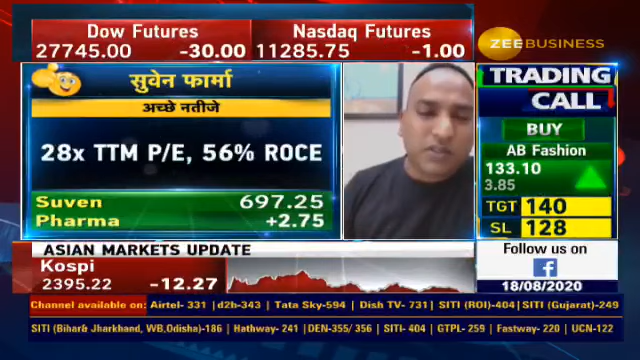 Dow Futures
27745.00 -30.00
Nasdaq Futures
11285.75 -1.00
ZEEBUSINESS
सुवेन फार्मा
अच्छे नतीजे
28x TTM P/E, 56% ROCE
Suven Pharma
697.25
+2.75
TRADING
CALL
BUY
AB Fashion
133.10
3.85
TGT 140
SL 128
ASIAN MARKETS UPDATE
Kospi
2395.22 -12.27
Follow us on
18/08/2020
Channel available on: Airtel- 331 |d2h-343 | Tata Sky-594 | Dish TV- 731| SITI (ROI)-404| SITI (Gujarat)-249
SITI (Bihar& Jharkhand, WB,Odisha)-186 | Hathway- 241 |DEN-355/ 356 | SITI- 404 | GTPL- 259 | Fastway- 220 | UCN-122